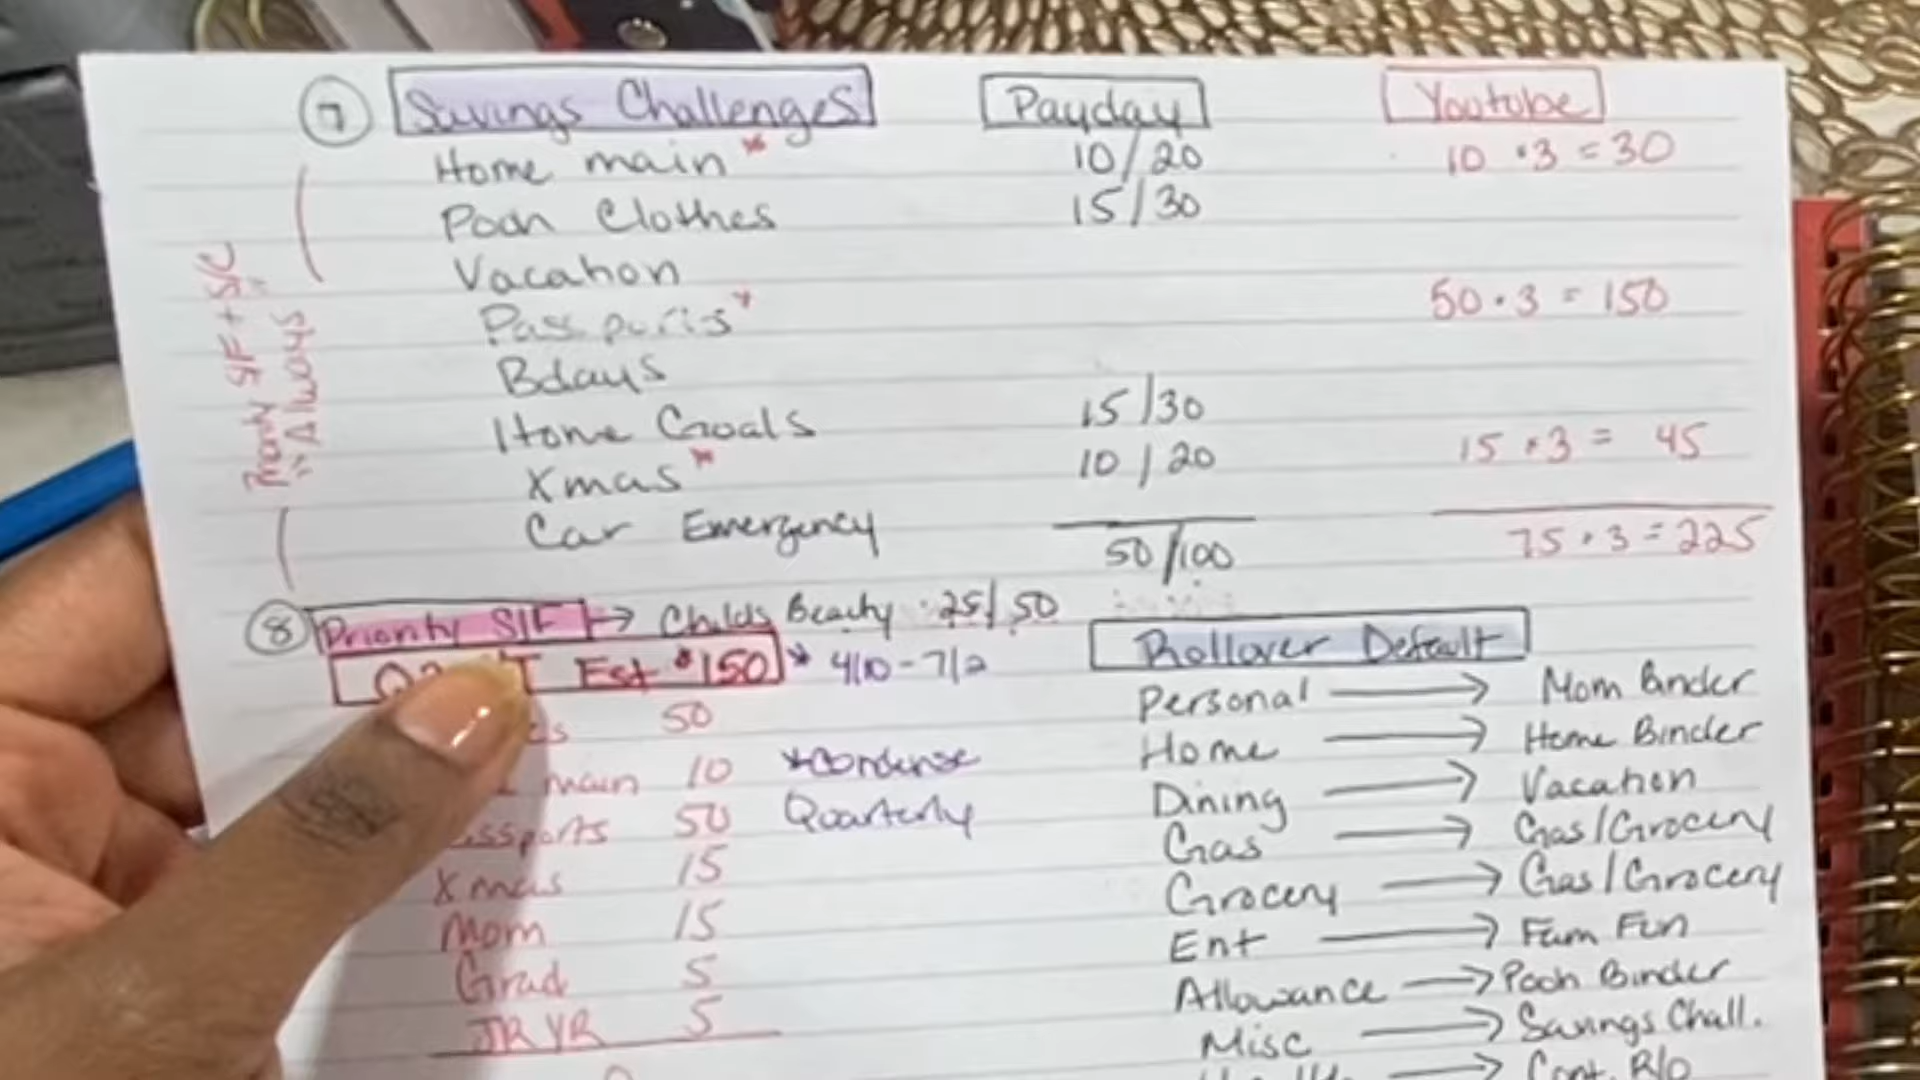 7 Savings Challenges Payday Youtube
Home main * 10/20 10 · 3 = 30
Pooh Clothes 15/30
Vacation
Passports * 50 · 3 = 150
Bdays
Home Goals 15/30
Xmas * 10/20 15 · 3 = 45
Car Emergency
50/100 75 · 3 = 225
Priority SF + S/C
"Always"
8 Priority S/F → Childs Beauty · 25/50
Est $150 * 4/10 - 7/2
50
main 10 *Condense
ssports 50 Quarterly
Xmas 15
Mom 15
Grad 5
JR YR 5
Rollover Default
Personal → Mom Binder
Home → Home Binder
Dining → Vacation
Gas → Gas/Grocery
Grocery → Gas/Grocery
Ent → Fam Fun
Allowance → Pooh Binder
Misc → Savings Chall.
→ Cont. R/O